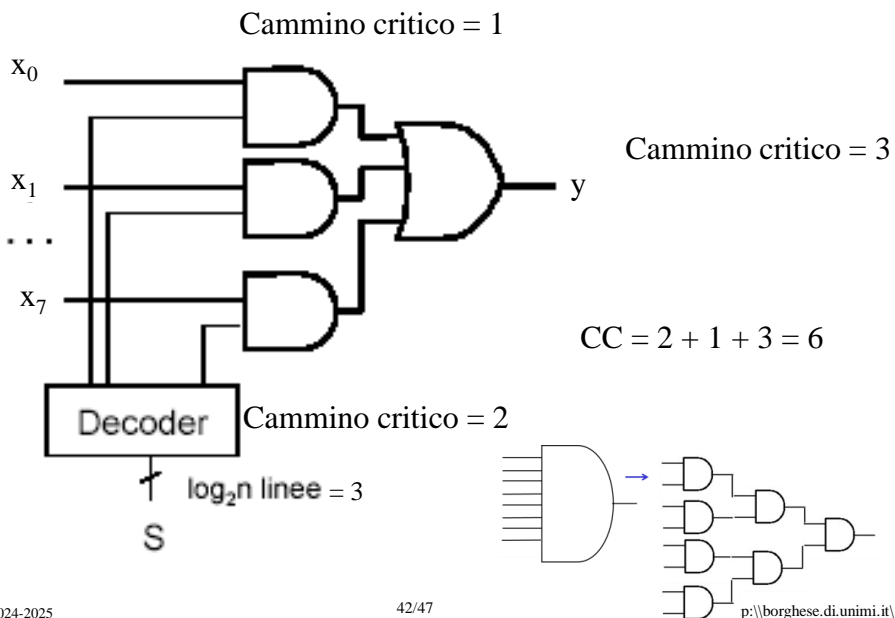 Cammino critico = 1
x₀
Cammino critico = 3
x₁
y
. . .
x₇
CC = 2 + 1 + 3 = 6
Decoder
Cammino critico = 2
log₂n linee = 3
S
024-2025
42/47
p:\\borghese.di.unimi.it\